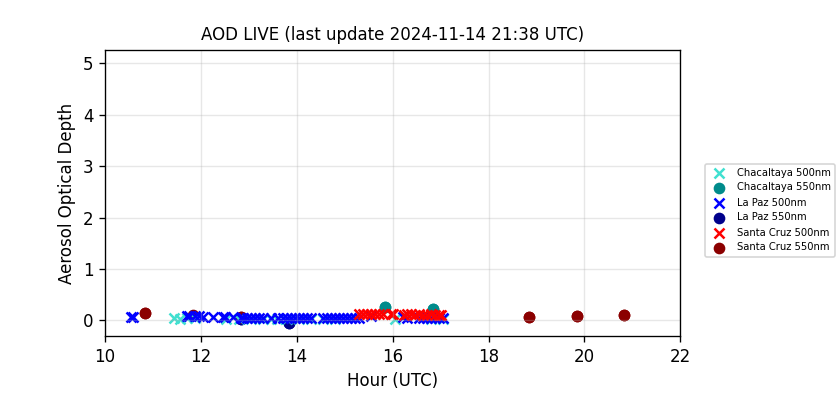 AOD LIVE (last update 2024-11-14 21:38 UTC)
Aerosol Optical Depth
5
4
3
2
1
0
10 12 14 16 18 20 22
Hour (UTC)
Chacaltaya 500nm
Chacaltaya 550nm
La Paz 500nm
La Paz 550nm
Santa Cruz 500nm
Santa Cruz 550nm